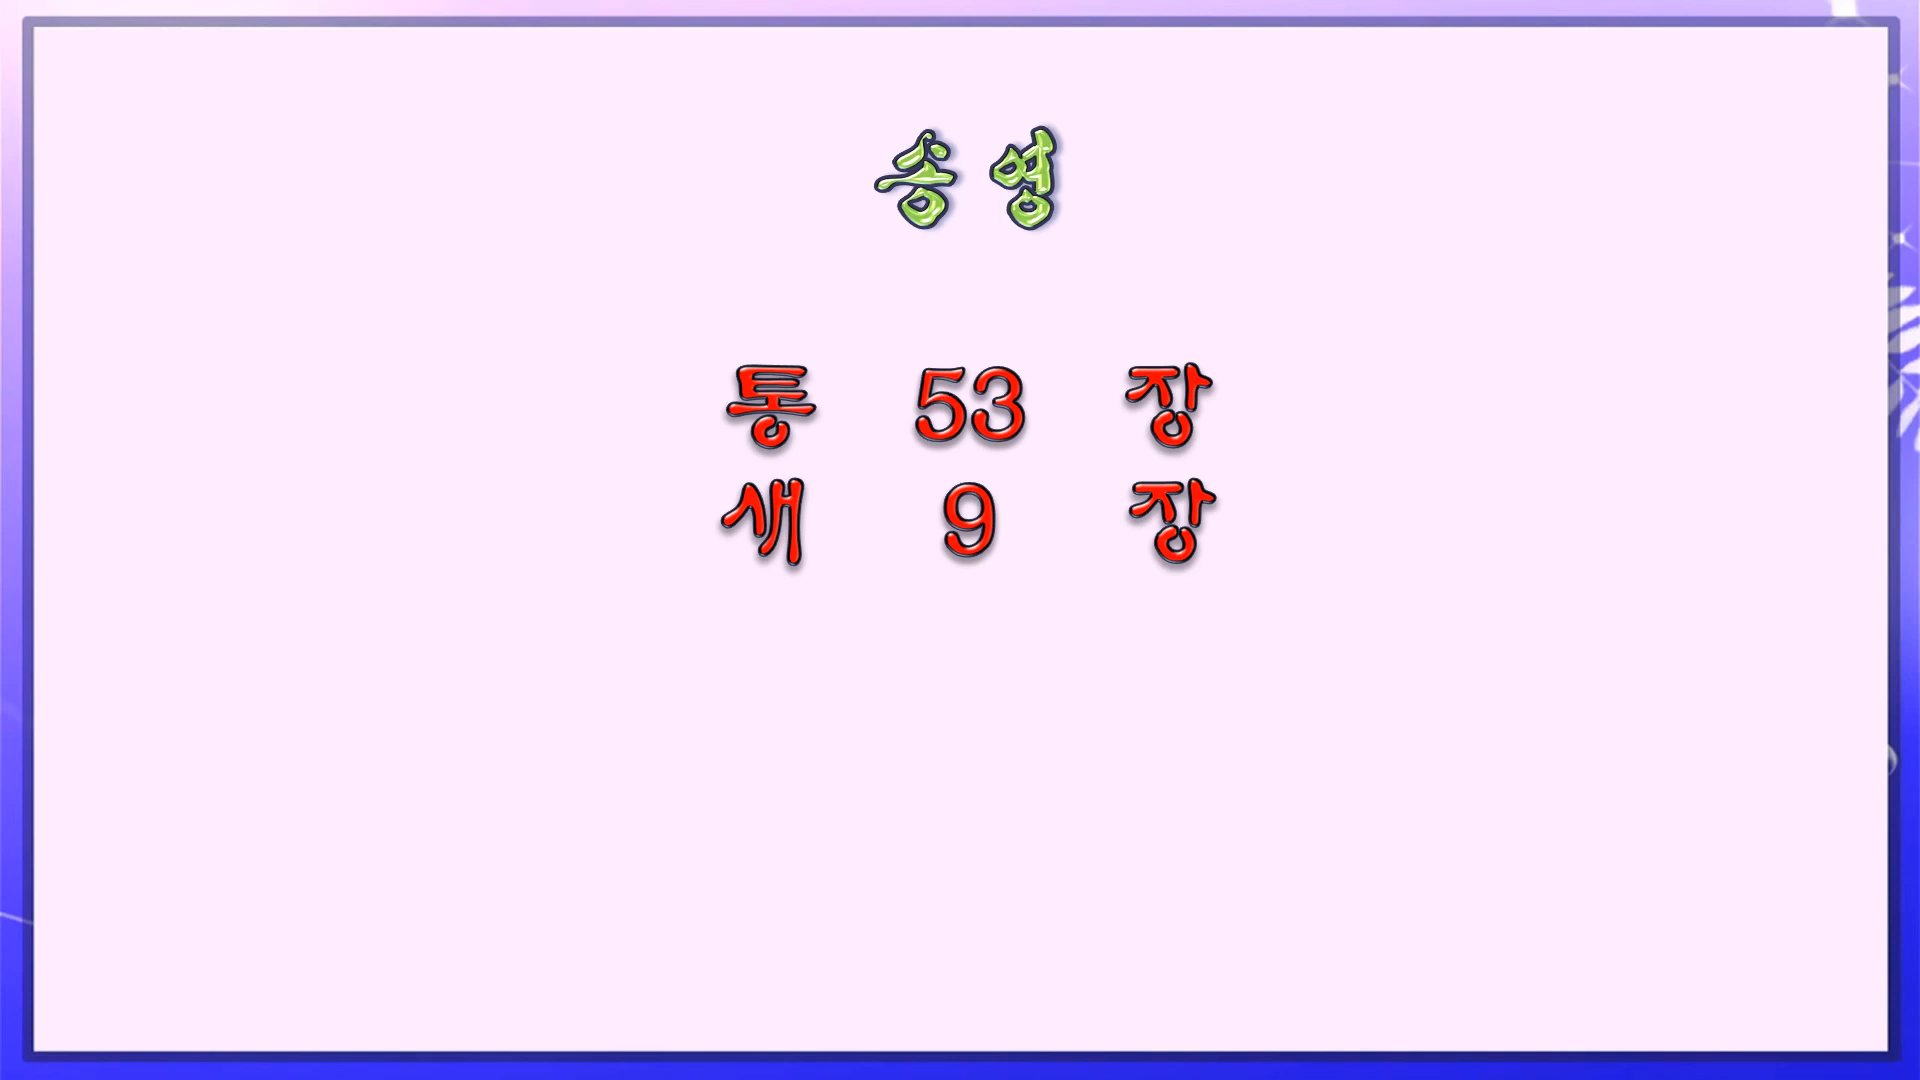 송 영
통 53 장
새 9 장